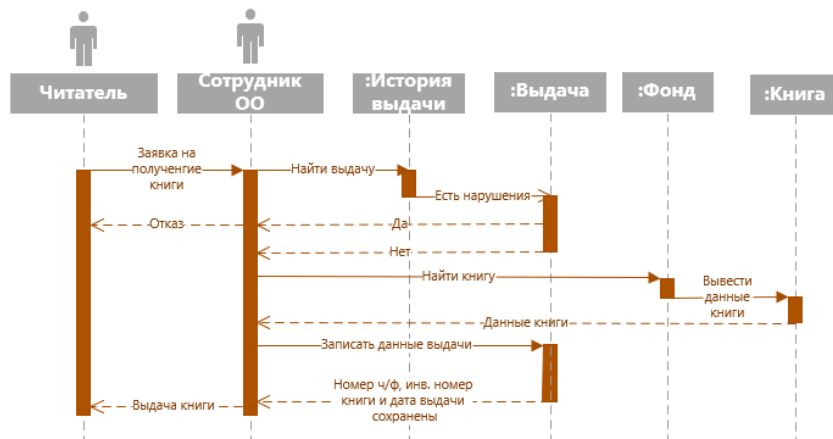 Читатель
Сотрудник
ОО
:История
выдачи
:Выдача
:Фонд
:Книга
Заявка на
получениие
книги
Найти выдачу
Есть нарушения
Отказ
Да
Нет
Найти книгу
Вывести
данные
книги
Данные книги
Записать данные выдачи
Номер ч/ф, инв. номер
книги и дата выдачи
сохранены
Выдача книги